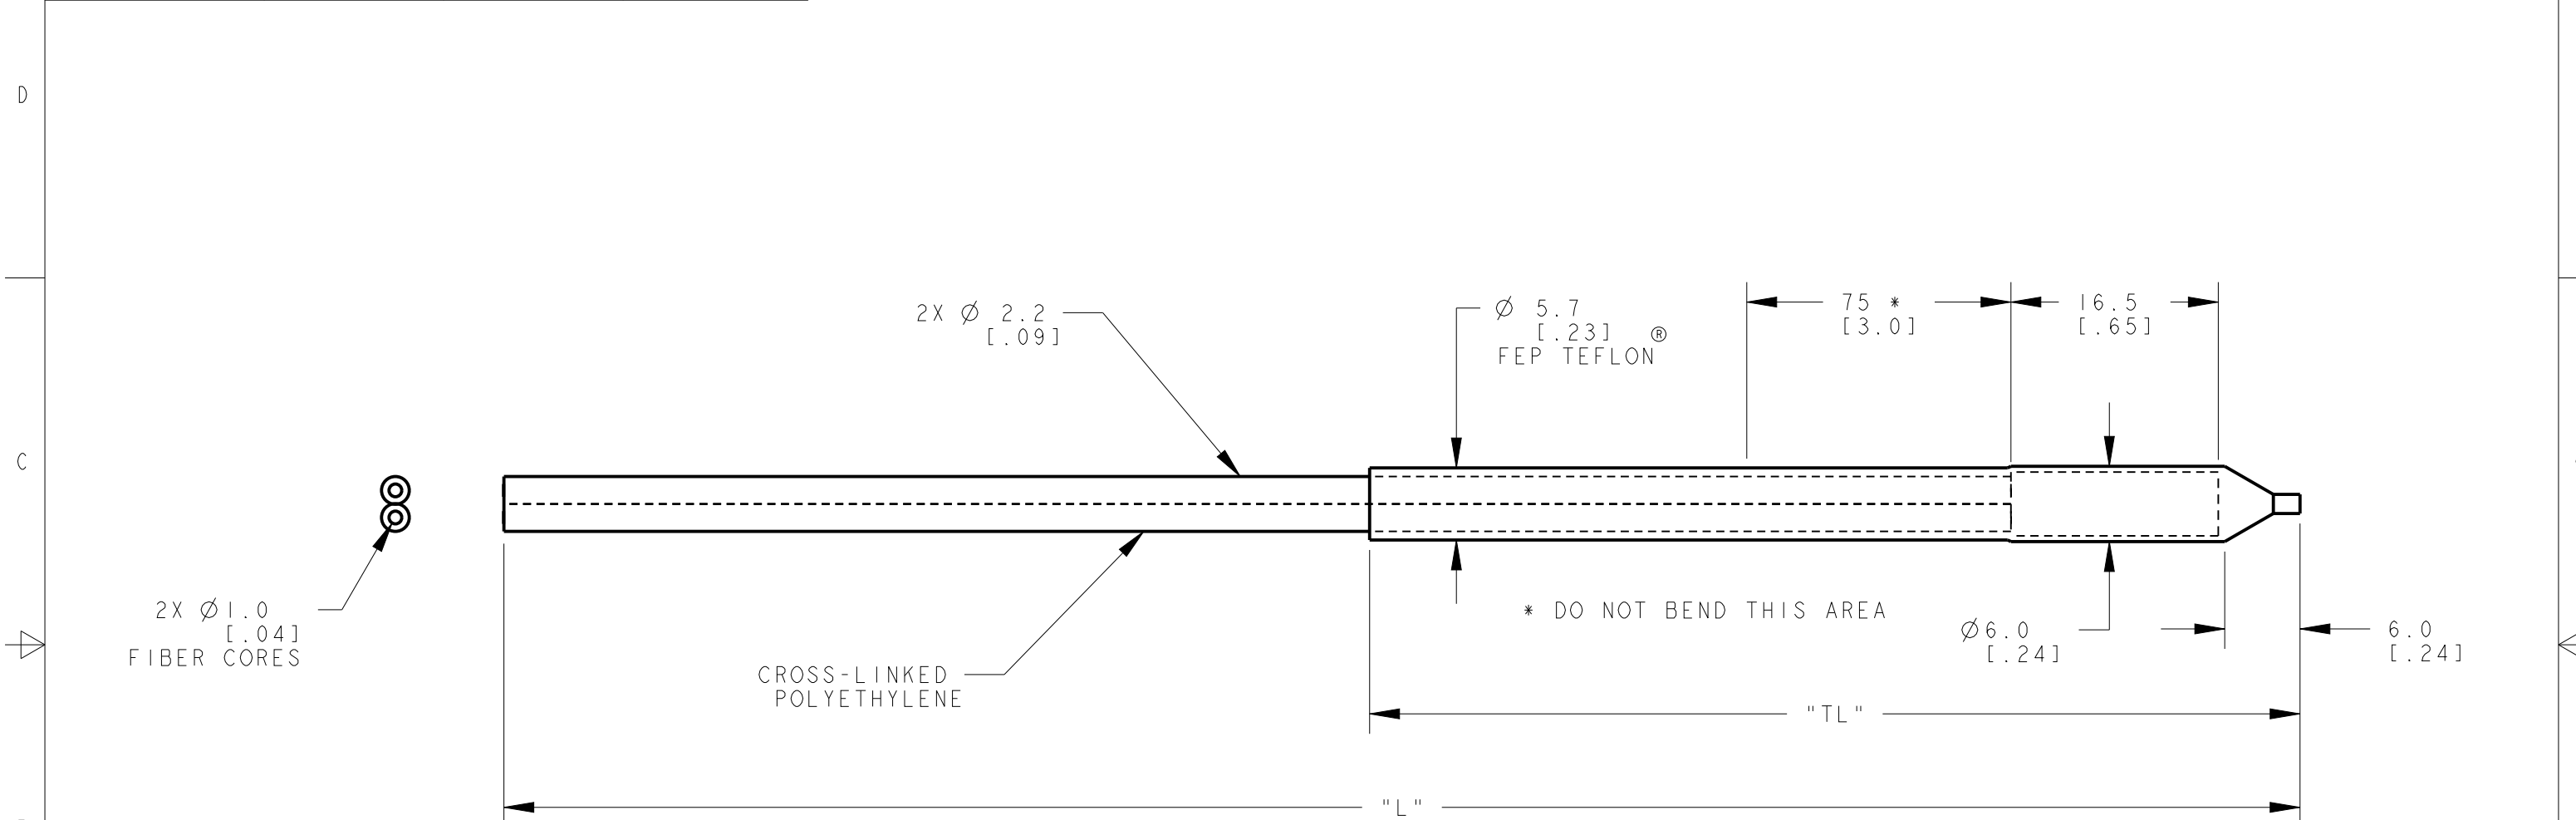 D
2X Ø 2.2
[.09]
Ø 5.7
[.23]
FEP TEFLON®
75 *
[3.0]
16.5
[.65]
C
2X Ø1.0
[.04]
FIBER CORES
CROSS-LINKED
POLYETHYLENE
* DO NOT BEND THIS AREA
Ø6.0
[.24]
6.0
[.24]
"TL"
"L"